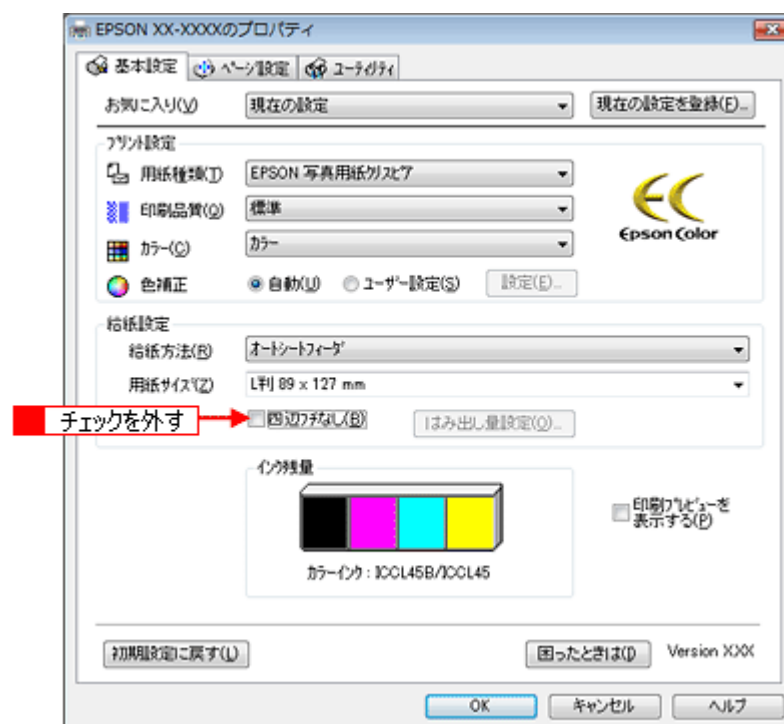 EPSON XX-XXXXのプロパティ
基本設定 ページ設定 ユーティリティ
お気に入り(V) 現在の設定 現在の設定を登録(F)...
プリント設定
用紙種類(T) EPSON 写真用紙クリスピア
印刷品質(Q) 標準
カラー(C) カラー
Epson Color
色補正 自動(U) ユーザー設定(S) 設定(E)...
給紙設定
給紙方法(R) オートシートフィーダ
用紙サイズ(Z) L判 89 x 127 mm
チェックを外す 四辺フチなし(B) はみ出し量設定(O)...
インク残量
印刷プレビューを
表示する(P)
カラーインク : ICCL45B/ICCL45
初期設定に戻す(L) 困ったときは(I) Version X.XX
OK キャンセル ヘルプ